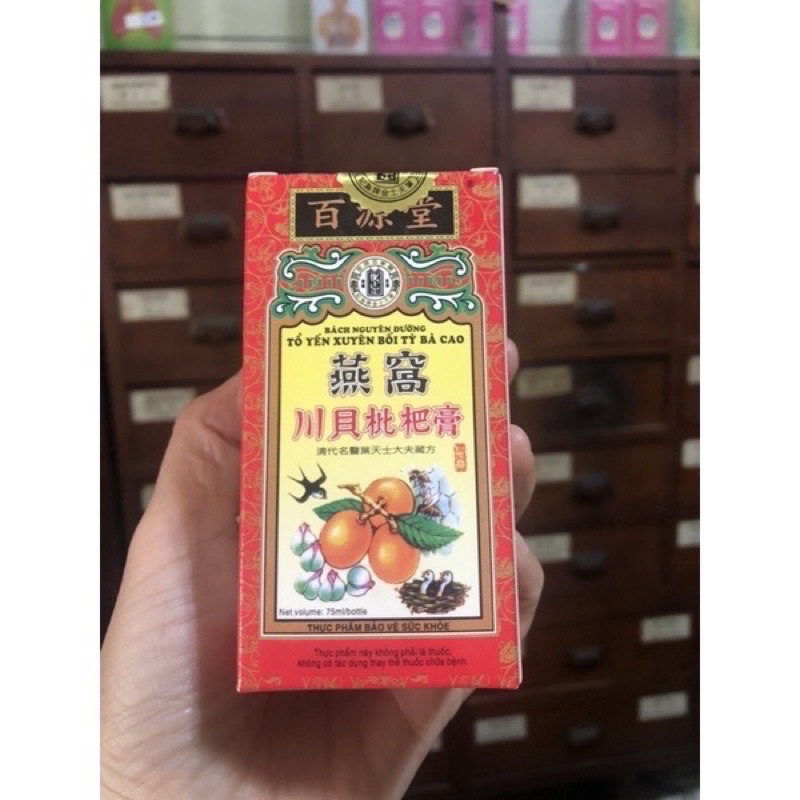 百源堂
BÁCH NGUYÊN ĐƯỜNG
TỔ YẾN XUYÊN BỐI TỲ BÀ CAO
燕窩
川貝枇杷膏
清代名醫葉天士大夫藏方
Net volume: 75ml/bottle
THỰC PHẨM BẢO VỆ SỨC KHỎE
Thực phẩm này không phải là thuốc,
không có tác dụng thay thế thuốc chữa bệnh